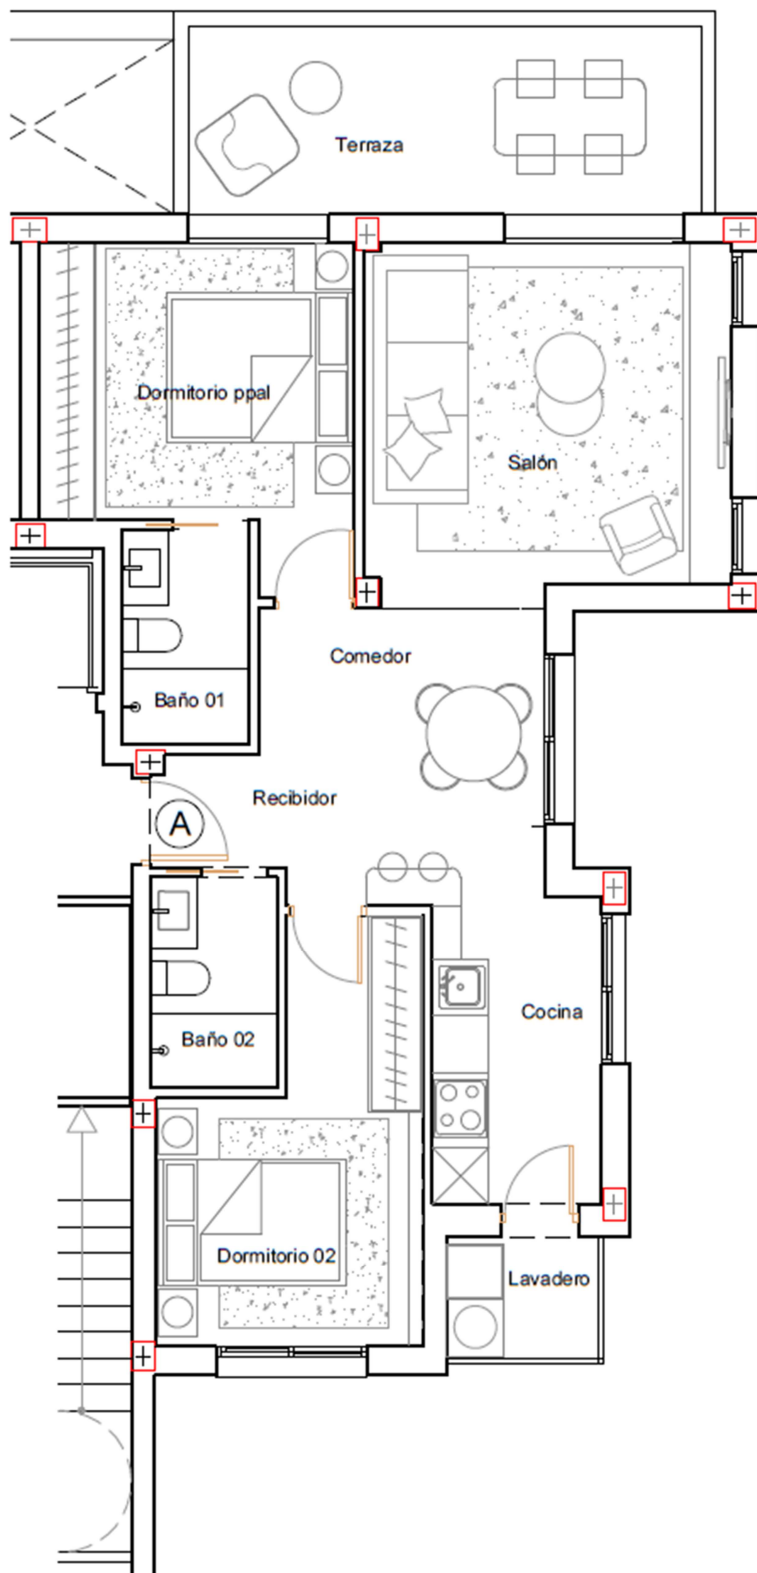 Terraza
Dormitorio ppal
Salón
Comedor
Baño 01
Recibidor
A
Cocina
Baño 02
Dormitorio 02
Lavadero